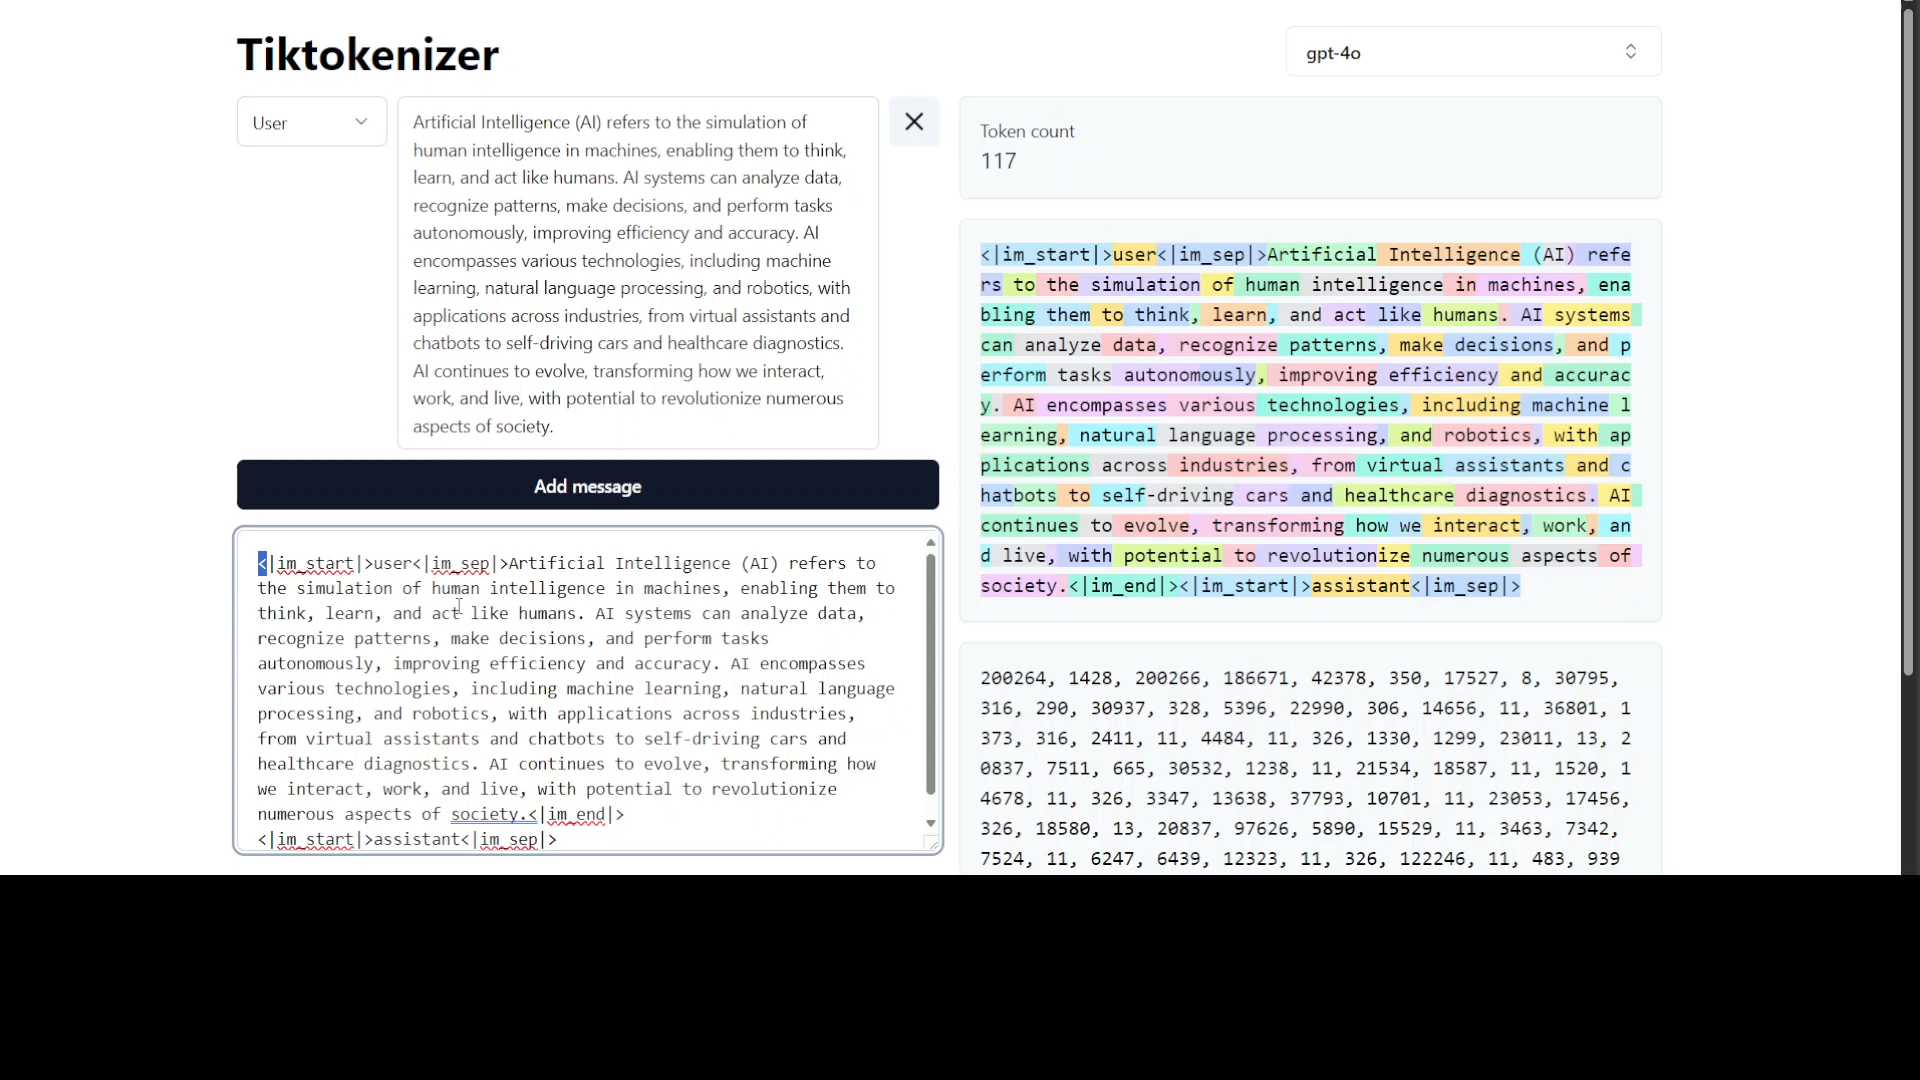 Tiktokenizer
gpt-4o
User
Artificial Intelligence (AI) refers to the simulation of
human intelligence in machines, enabling them to think,
learn, and act like humans. AI systems can analyze data,
recognize patterns, make decisions, and perform tasks
autonomously, improving efficiency and accuracy. AI
encompasses various technologies, including machine
learning, natural language processing, and robotics, with
applications across industries, from virtual assistants and
chatbots to self-driving cars and healthcare diagnostics.
AI continues to evolve, transforming how we interact,
work, and live, with potential to revolutionize numerous
aspects of society.
Add message
<|im_start|>user<|im_sep|>Artificial Intelligence (AI) refers to
the simulation of human intelligence in machines, enabling them to
think, learn, and act like humans. AI systems can analyze data,
recognize patterns, make decisions, and perform tasks
autonomously, improving efficiency and accuracy. AI encompasses
various technologies, including machine learning, natural language
processing, and robotics, with applications across industries,
from virtual assistants and chatbots to self-driving cars and
healthcare diagnostics. AI continues to evolve, transforming how
we interact, work, and live, with potential to revolutionize
numerous aspects of society.<|im_end|>
<|im_start|>assistant<|im_sep|>
Token count
117
<|im_start|>user<|im_sep|>Artificial Intelligence (AI) refe
rs to the simulation of human intelligence in machines, ena
bling them to think, learn, and act like humans. AI systems
can analyze data, recognize patterns, make decisions, and p
erform tasks autonomously, improving efficiency and accurac
y. AI encompasses various technologies, including machine l
earning, natural language processing, and robotics, with ap
plications across industries, from virtual assistants and c
hatbots to self-driving cars and healthcare diagnostics. AI
continues to evolve, transforming how we interact, work, an
d live, with potential to revolutionize numerous aspects of
society.<|im_end|><|im_start|>assistant<|im_sep|>
200264, 1428, 200266, 186671, 42378, 350, 17527, 8, 30795,
316, 290, 30937, 328, 5396, 22990, 306, 14656, 11, 36801, 1
373, 316, 2411, 11, 4484, 11, 326, 1330, 1299, 23011, 13, 2
0837, 7511, 665, 30532, 1238, 11, 21534, 18587, 11, 1520, 1
4678, 11, 326, 3347, 13638, 37793, 10701, 11, 23053, 17456,
326, 18580, 13, 20837, 97626, 5890, 15529, 11, 3463, 7342,
7524, 11, 6247, 6439, 12323, 11, 326, 122246, 11, 483, 939